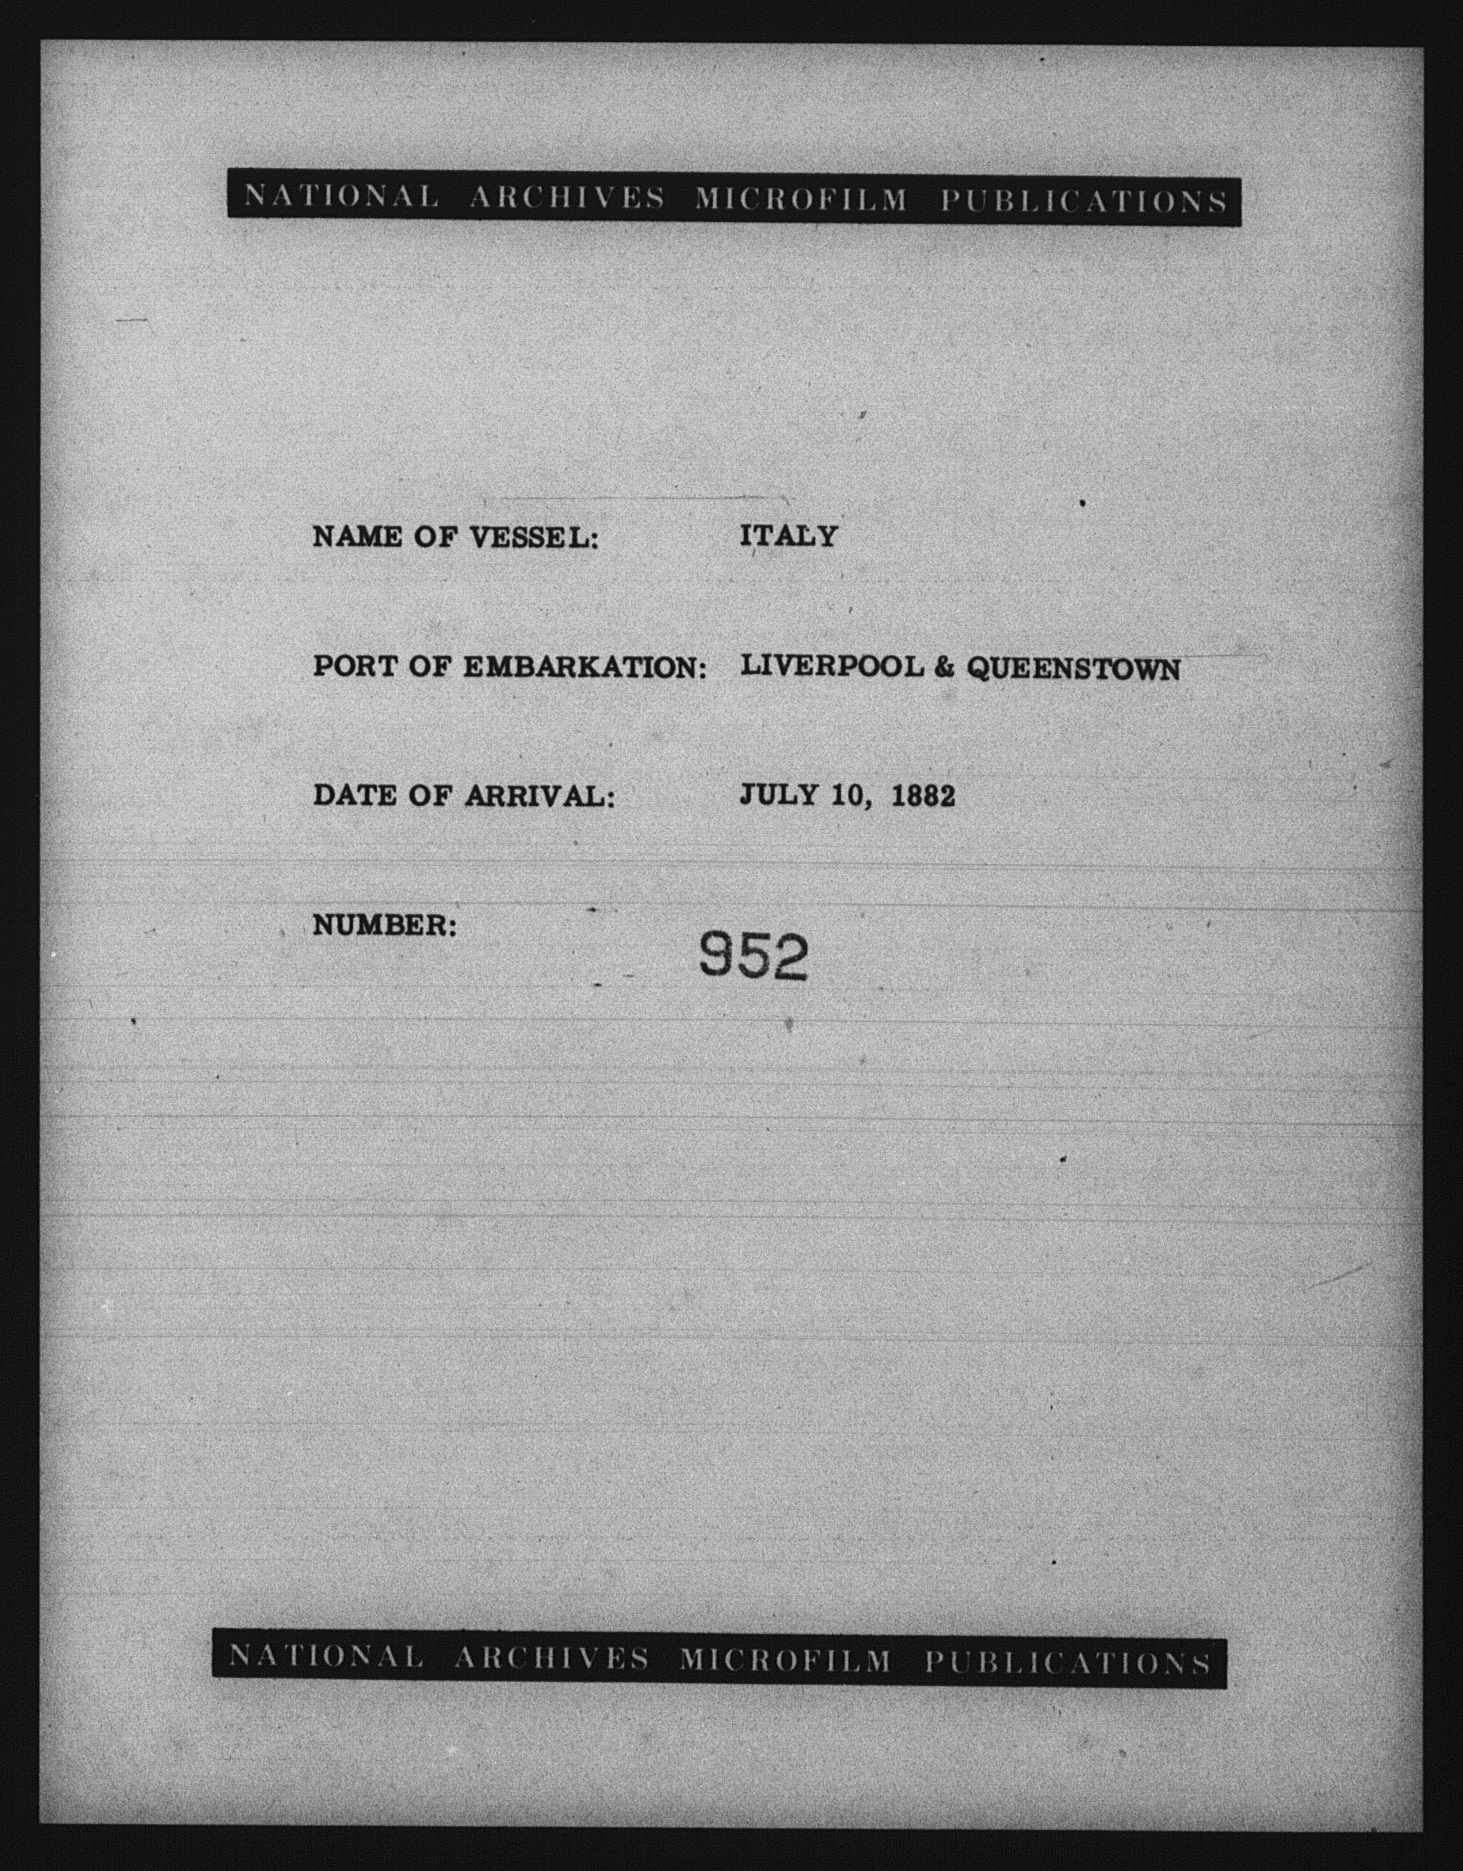 NATIONAL ARCHIVES MICROFILM PUBLICATIONS
NAME OF VESSEL: ITALY
PORT OF EMBARKATION: LIVERPOOL & QUEENSTOWN
DATE OF ARRIVAL: JULY 10, 1882
NUMBER: 952
NATIONAL ARCHIVES MICROFILM PUBLICATIONS